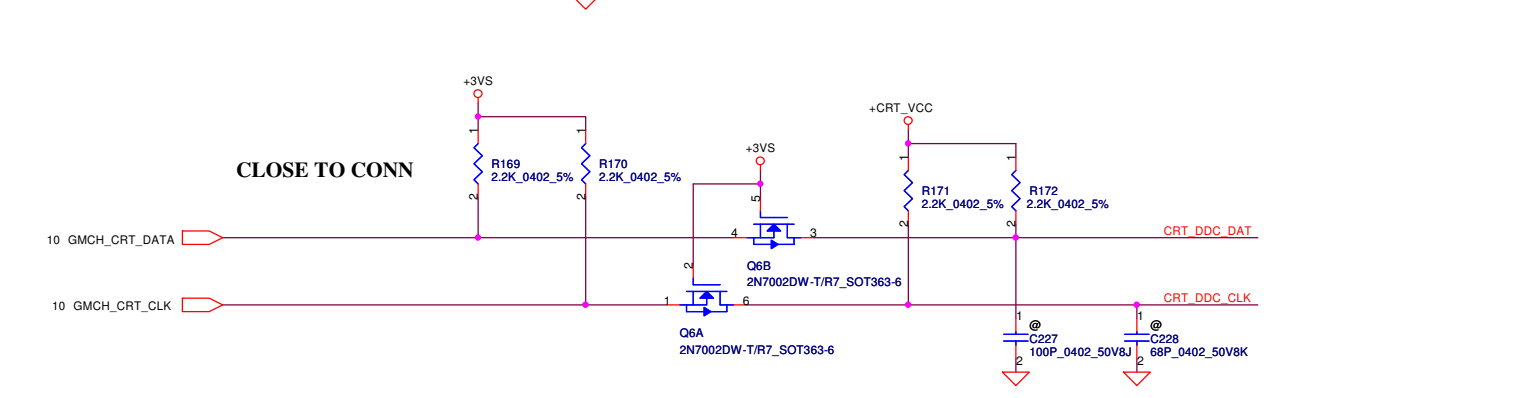 +3VS
+CRT_VCC
1
1
+3VS
CLOSE TO CONN
R169
2.2K_0402_5%
R170
2.2K_0402_5%
1
1
R171
2.2K_0402_5%
R172
2.2K_0402_5%
2
2
5
2
2
10 GMCH_CRT_DATA
4
3
CRT_DDC_DAT
2
Q6B
2N7002DW-T/R7_SOT363-6
10 GMCH_CRT_CLK
1
6
CRT_DDC_CLK
Q6A
2N7002DW-T/R7_SOT363-6
1
@
C227
100P_0402_50V8J
2
1
@
C228
68P_0402_50V8K
2